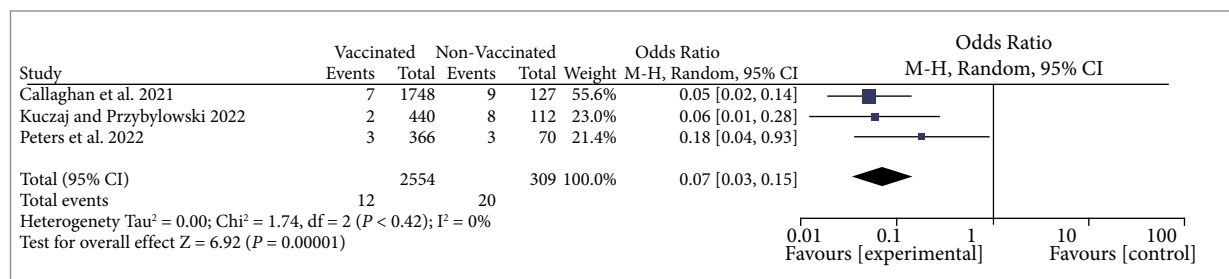 Vaccinated Non-Vaccinated Odds Ratio Odds Ratio
Study Events Total Events Total Weight M-H, Random, 95% CI M-H, Random, 95% CI
Callaghan et al. 2021 7 1748 9 127 55.6% 0.05 [0.02, 0.14]
Kuczaj and Przybylowski 2022 2 440 8 112 23.0% 0.06 [0.01, 0.28]
Peters et al. 2022 3 366 3 70 21.4% 0.18 [0.04, 0.93]
Total (95% CI) 2554 309 100.0% 0.07 [0.03, 0.15]
Total events 12 20
Heterogenety Tau² = 0.00; Chi² = 1.74, df = 2 (P < 0.42); I² = 0%
Test for overall effect Z = 6.92 (P = 0.00001)
0.01 0.1 1 10 100
Favours [experimental] Favours [control]